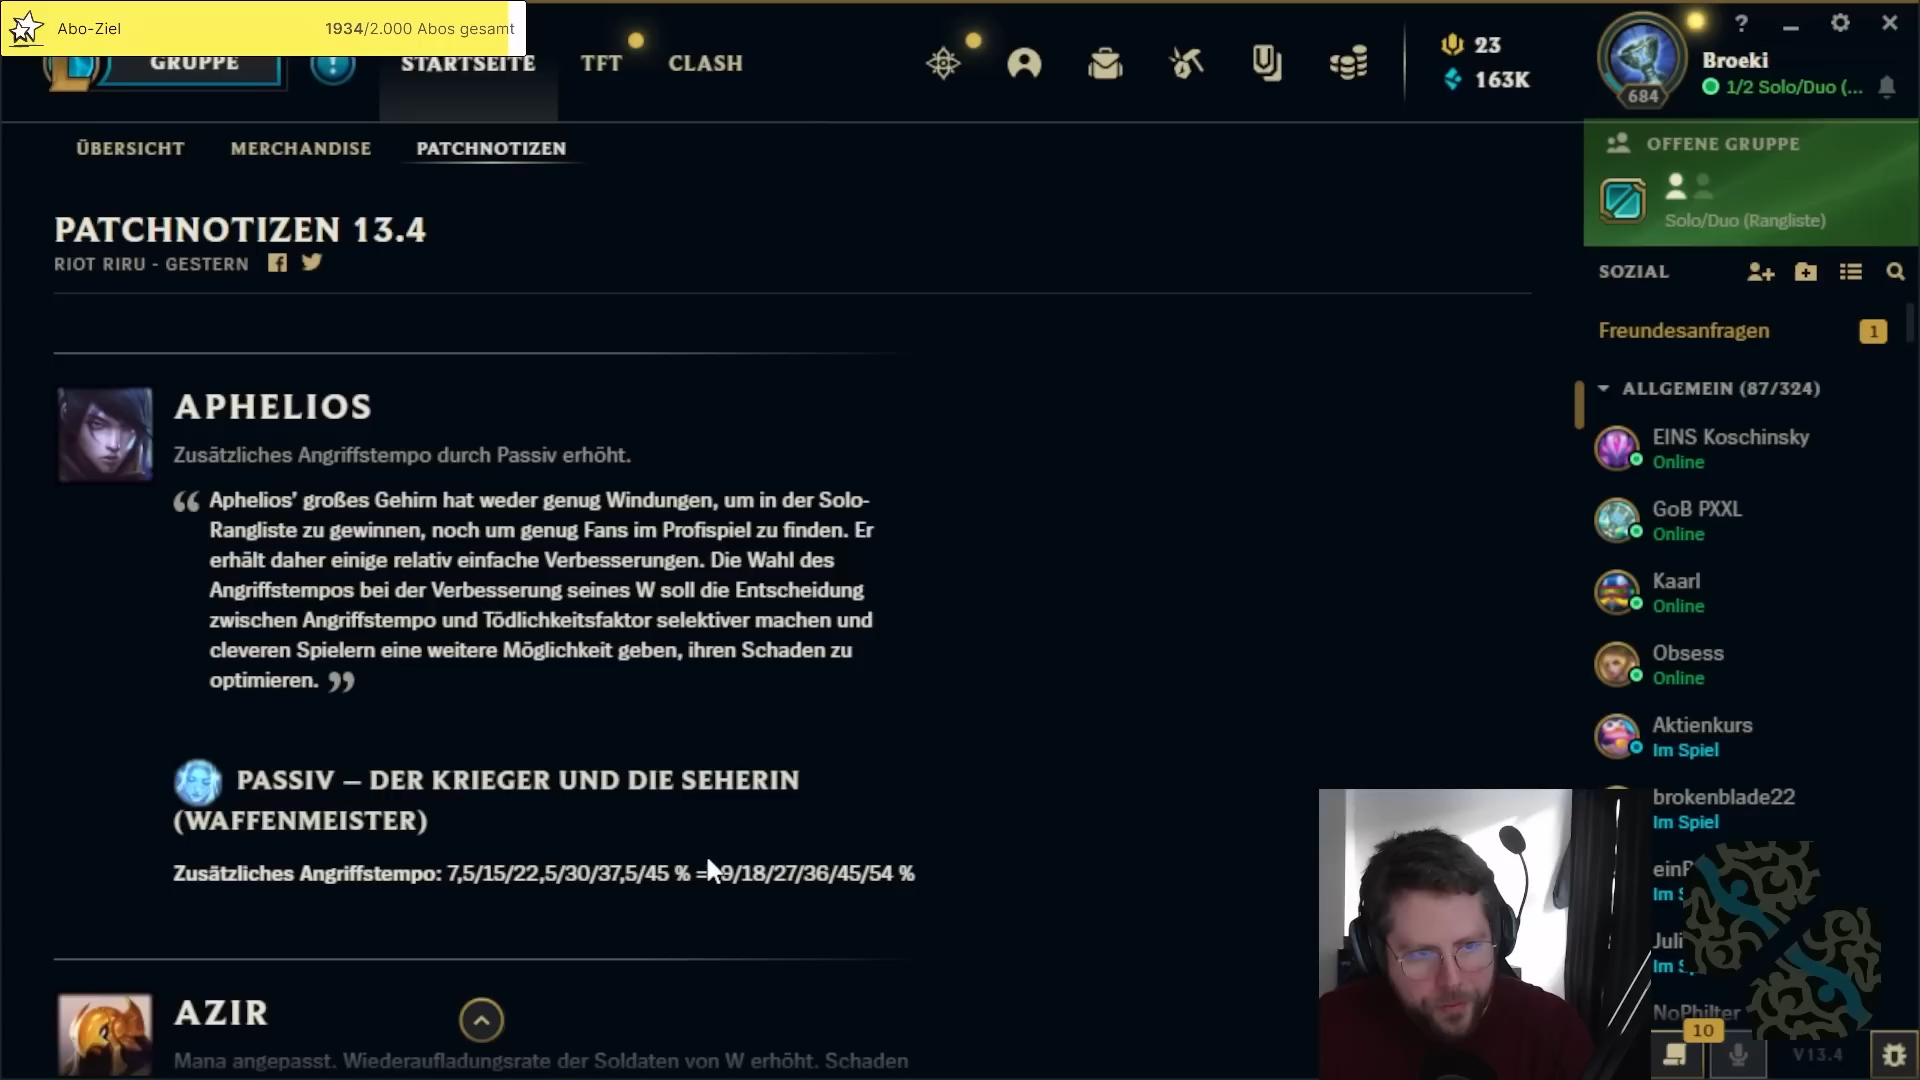 Abo-Ziel
1934/2.000 Abos gesamt
GRUPPE
STARTSEITE
TFT
CLASH
23
163K
?
684
Broeki
1/2 Solo/Duo (...
ÜBERSICHT
MERCHANDISE
PATCHNOTIZEN
PATCHNOTIZEN 13.4
RIOT RIRU - GESTERN
APHELIOS
Zusätzliches Angriffstempo durch Passiv erhöht.
“ Aphelios’ großes Gehirn hat weder genug Windungen, um in der Solo-
Rangliste zu gewinnen, noch um genug Fans im Profispiel zu finden. Er
erhält daher einige relativ einfache Verbesserungen. Die Wahl des
Angriffstempos bei der Verbesserung seines W soll die Entscheidung
zwischen Angriffstempo und Tödlichkeitsfaktor selektiver machen und
cleveren Spielern eine weitere Möglichkeit geben, ihren Schaden zu
optimieren. ”
PASSIV – DER KRIEGER UND DIE SEHERIN
(WAFFENMEISTER)
Zusätzliches Angriffstempo: 7,5/15/22,5/30/37,5/45 % = 9/18/27/36/45/54 %
AZIR
Mana angepasst. Wiederaufladungsrate der Soldaten von W erhöht. Schaden
OFFENE GRUPPE
Solo/Duo (Rangliste)
SOZIAL
Freundesanfragen
1
ALLGEMEIN (87/324)
EINS Koschinsky
Online
GoB PXXL
Online
Kaarl
Online
Obsess
Online
Aktienkurs
Im Spiel
brokenblade22
Im Spiel
Im
Juli
Im
NoPhilter
10
V13.4